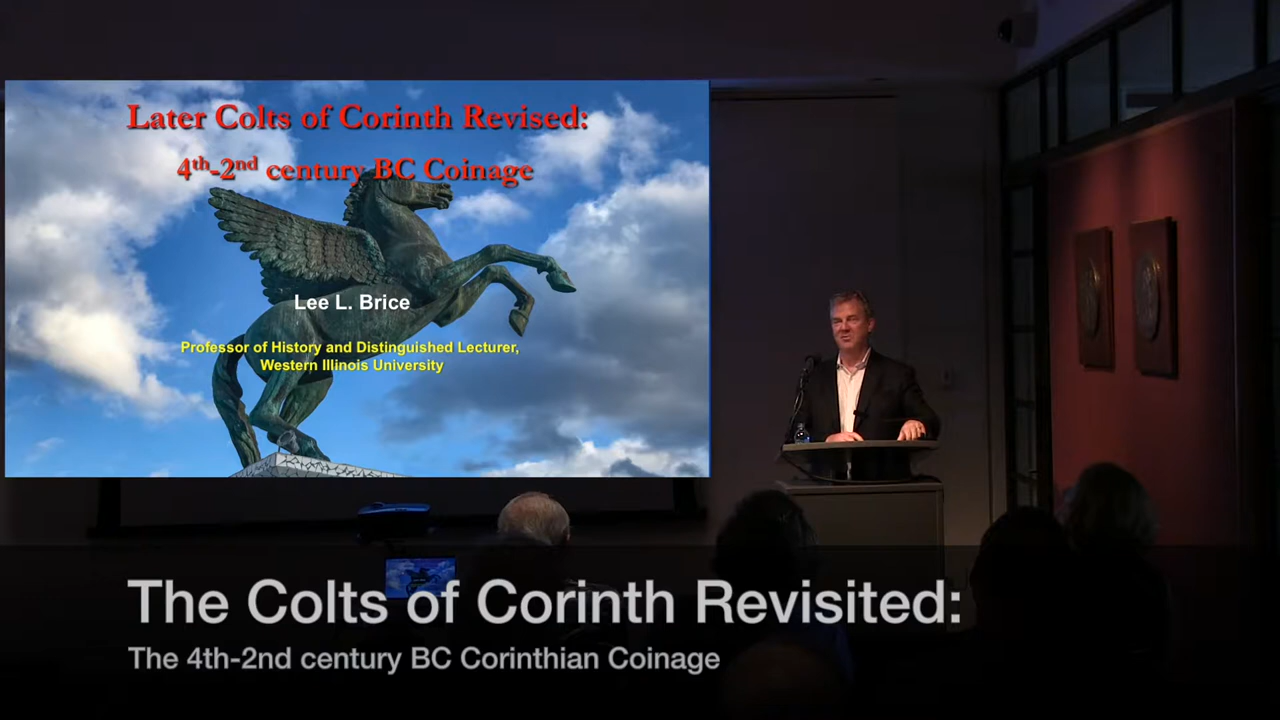 Later Colts of Corinth Revised:
4th-2nd century BC Coinage
Lee L. Brice
Professor of History and Distinguished Lecturer,
Western Illinois University
The Colts of Corinth Revisited:
The 4th-2nd century BC Corinthian Coinage